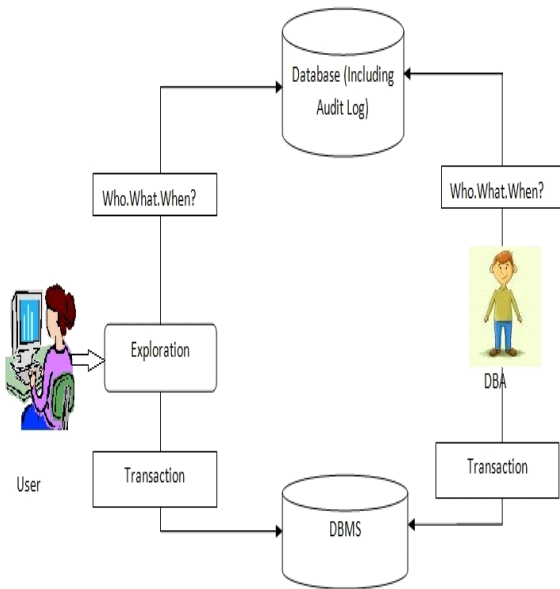 Database (Including
Audit Log)
Who.What.When?
Who.What.When?
Exploration
DBA
Transaction
Transaction
User
DBMS